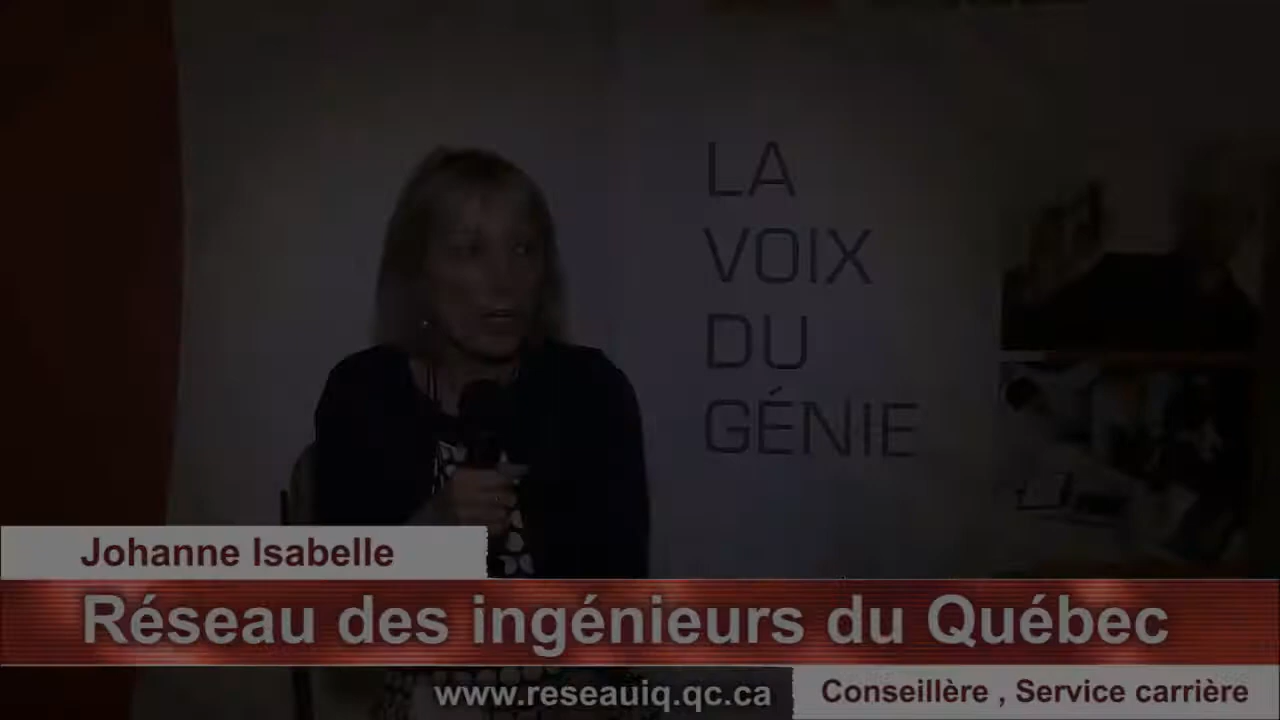 LA
VOIX
DU
GÉNIE
Johanne Isabelle
Réseau des ingénieurs du Québec
www.reseauiq.qc.ca
Conseillère , Service carrière